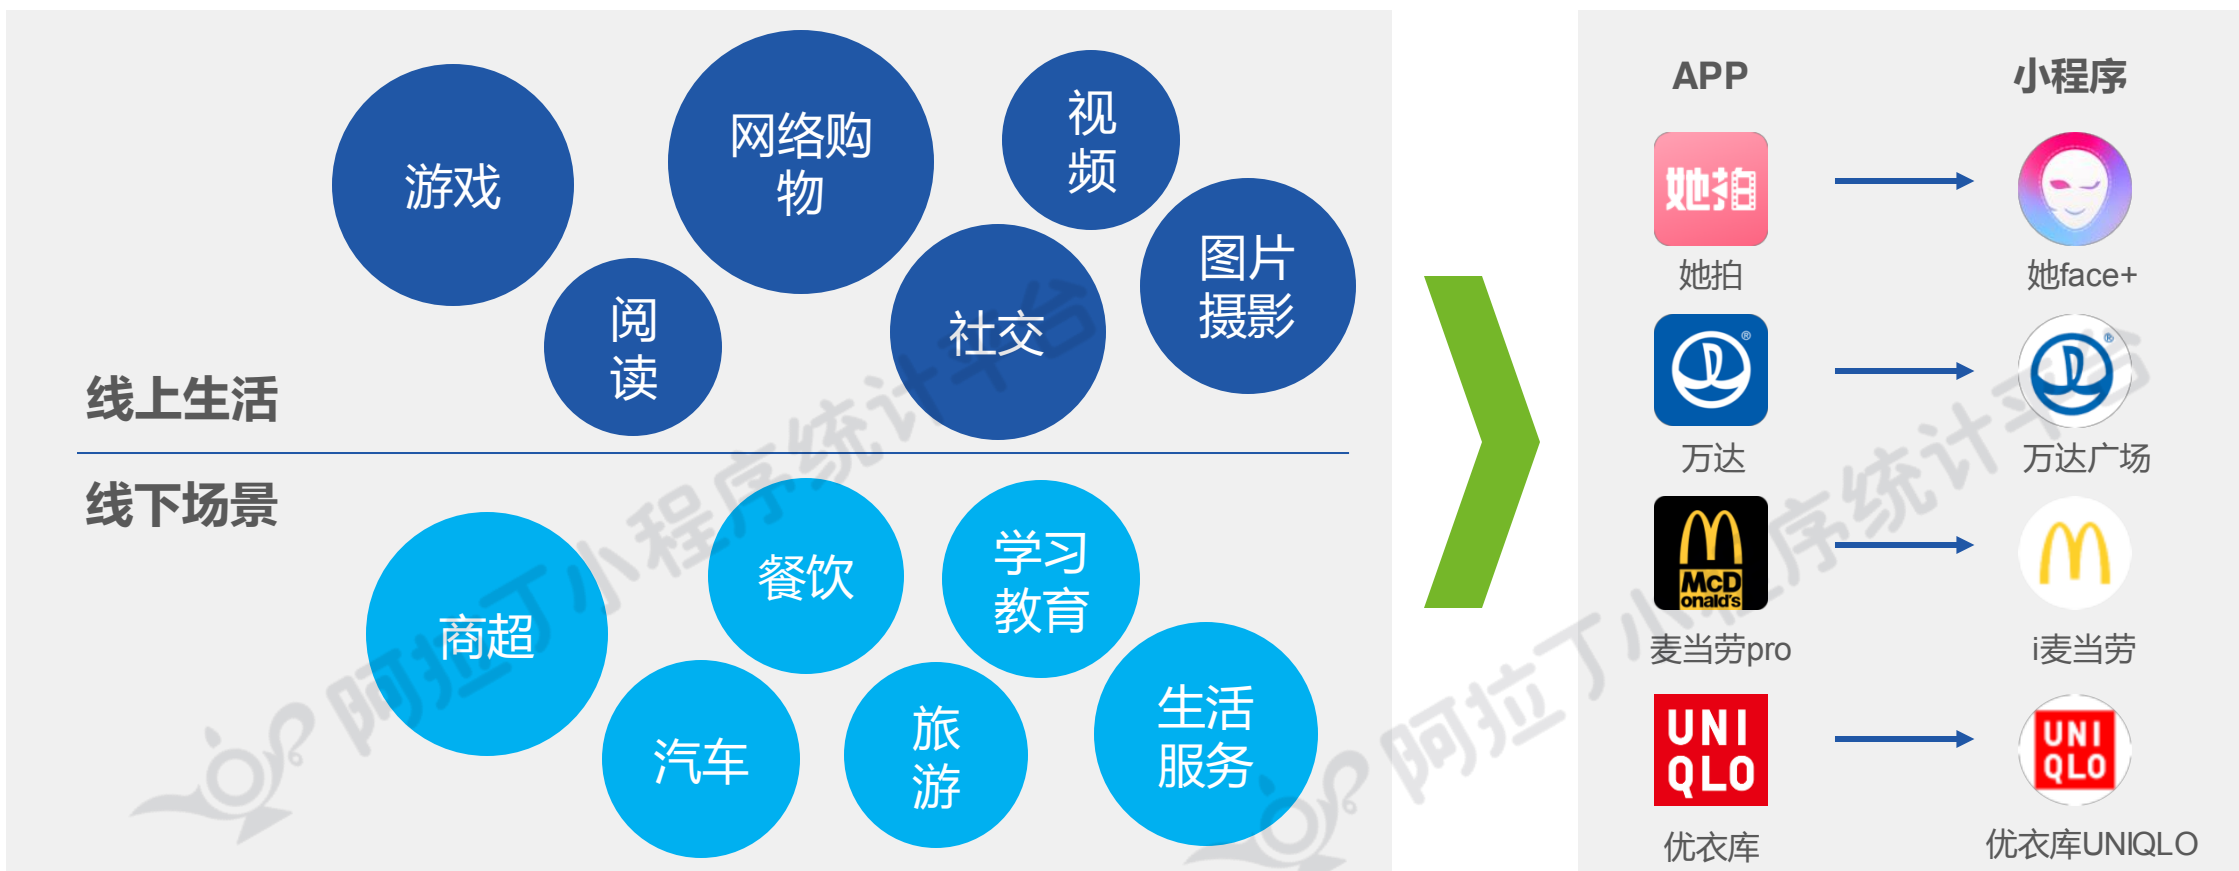 游戏
网络购
物
视
频
阅
读
社交
图片
摄影
线上生活
线下场景
商超
餐饮
学习
教育
汽车
旅
游
生活
服务
阿拉丁小程序统计平台
APP
小程序
她拍
她拍
她face+
®
®
万达
万达广场
McD
onald's
麦当劳pro
i麦当劳
UNI
QLO
UNI
QLO
优衣库
优衣库UNIQLO
阿拉丁小程序统计平台